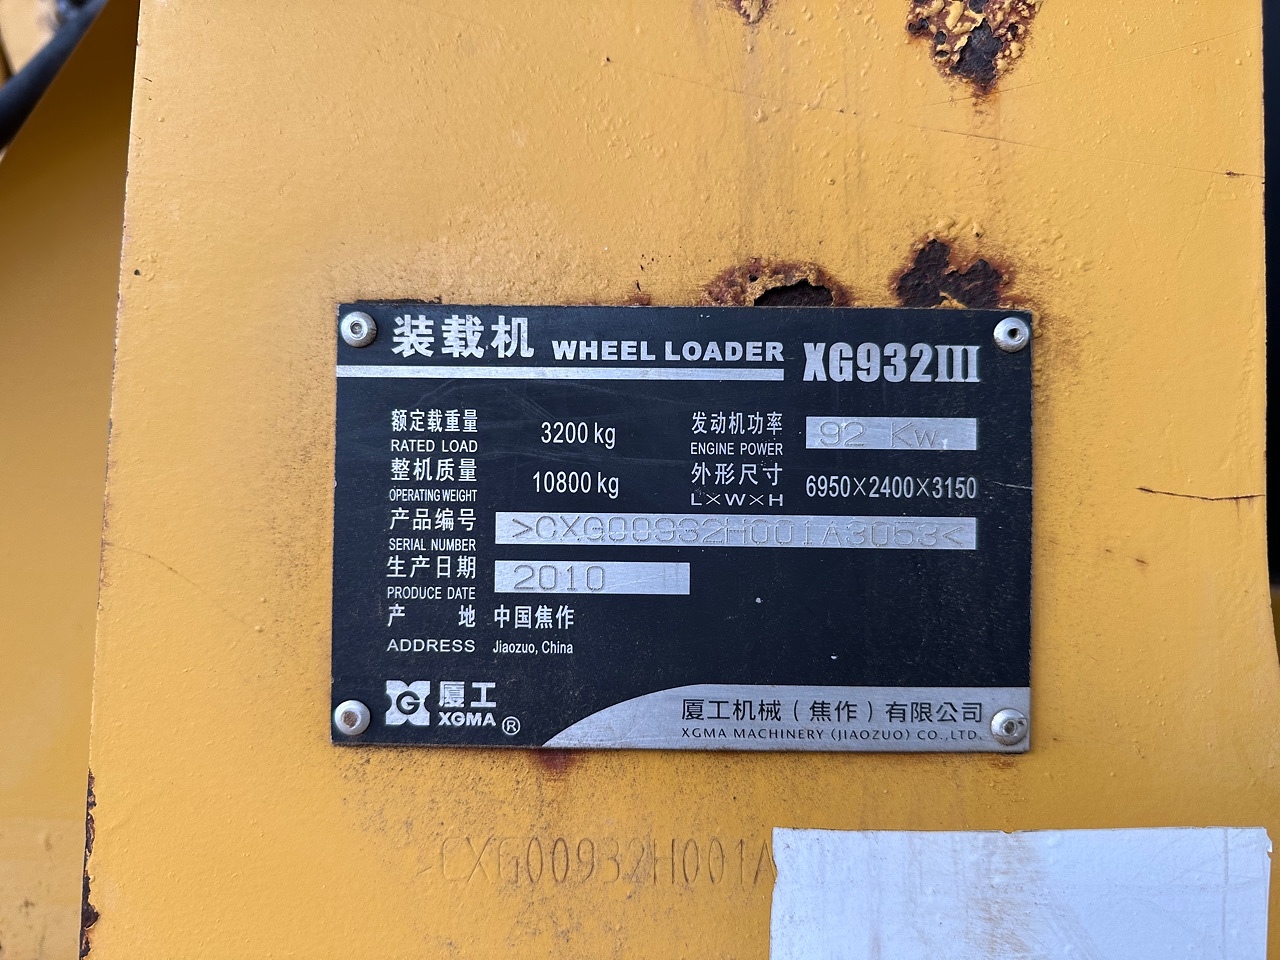 装载机 WHEEL LOADER XG932III
额定载重量 3200 kg 发动机功率 92 Kw
RATED LOAD ENGINE POWER
整机质量 10800 kg 外形尺寸 6950×2400×3150
OPERATING WEIGHT L×W×H
产品编号 >CXG00932H001A3053<
SERIAL NUMBER
生产日期 2010
PRODUCE DATE
产 地 中国焦作
ADDRESS Jiaozuo, China
厦工
XGMA ®
厦工机械（焦作）有限公司
XGMA MACHINERY (JIAOZUO) CO.,LTD.
>CXG00932H001A